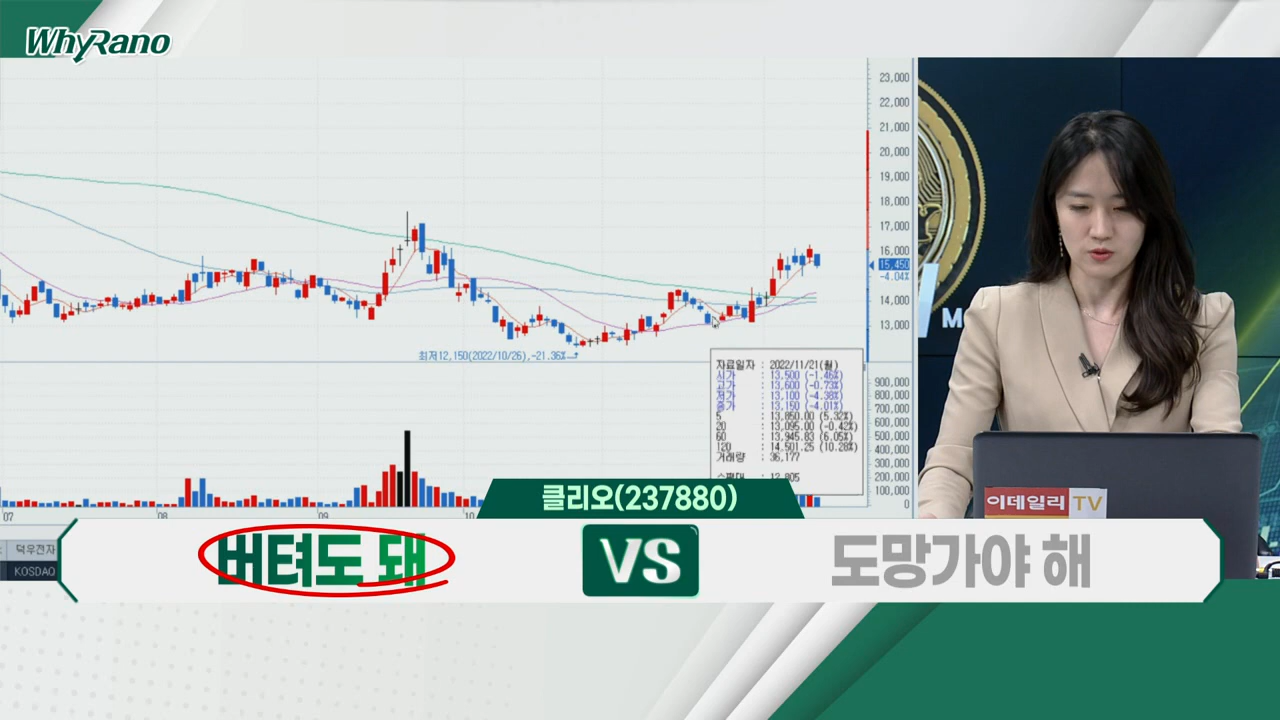 WhyRano
23,000
22,000
21,000
20,000
19,000
18,000
17,000
16,000
15,450
-4.04%
14,000
13,000
최저12,150(2022/10/26),-21.36%→
자료일자 : 2022/11/21(월)
시가 : 13,500 (-1.46%)
고가 : 13,600 (-0.73%)
저가 : 13,100 (-4.38%)
종가 : 13,150 (-4.01%)
5 : 13,850.00 (5.32%)
20 : 13,095.00 (-0.42%)
60 : 13,945.83 (6.05%)
120 : 14,501.25 (10.28%)
거래량 : 36,177
900,000
800,000
700,000
600,000
500,000
400,000
300,000
200,000
100,000
0
07
08
09
10
클리오(237880)
이데일리TV
덕우전자
KOSDAQ
버텨도 돼
VS
도망가야 해